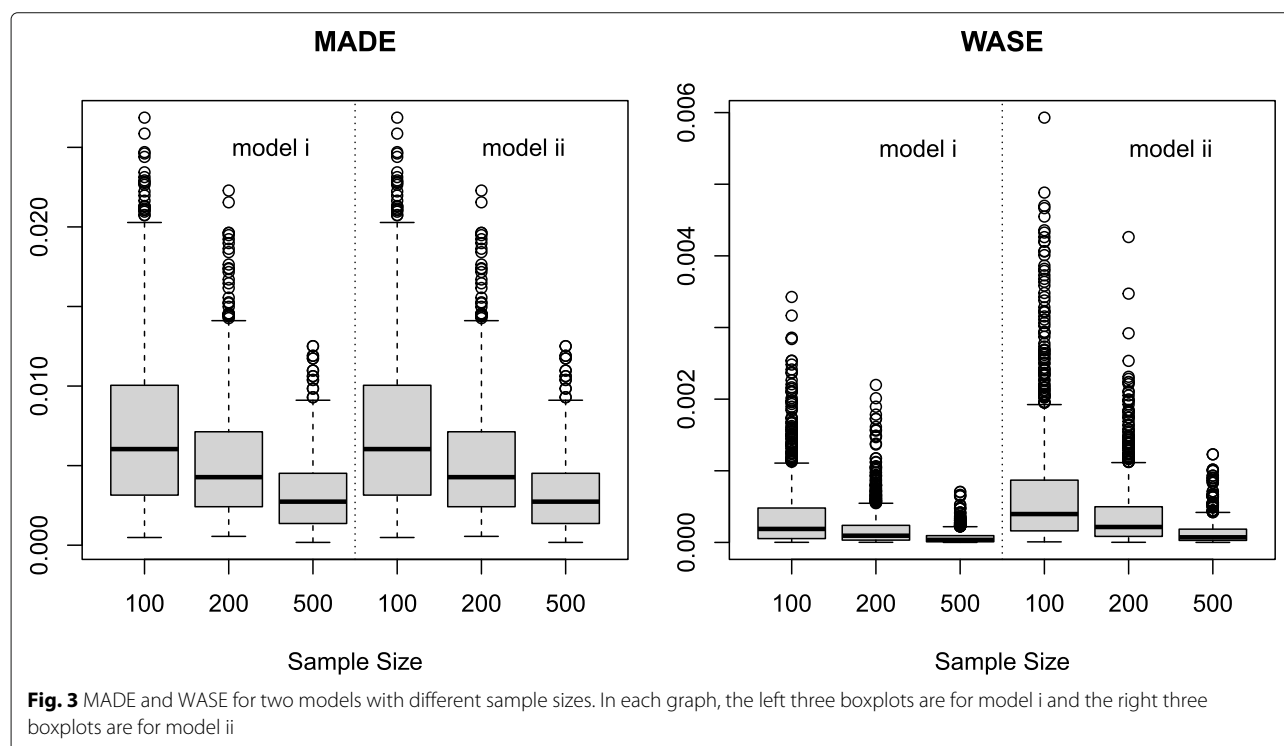 MADE
WASE
model i
model ii
0.020
0.010
0.000
100 200 500 100 200 500
Sample Size
model i
model ii
0.006
0.004
0.002
0.000
100 200 500 100 200 500
Sample Size
Fig. 3 MADE and WASE for two models with different sample sizes. In each graph, the left three boxplots are for model i and the right three
boxplots are for model ii